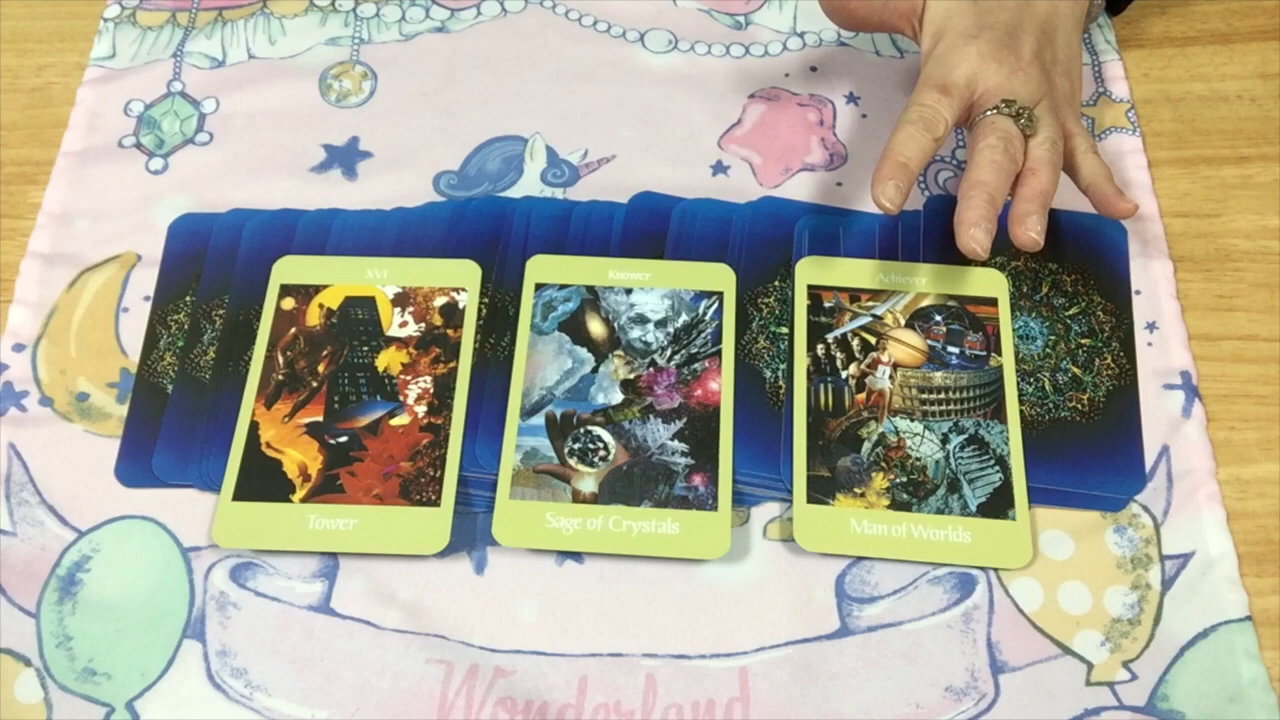 XVI
Tower
Knower
Sage of Crystals
Achiever
Man of Worlds
Wonderland